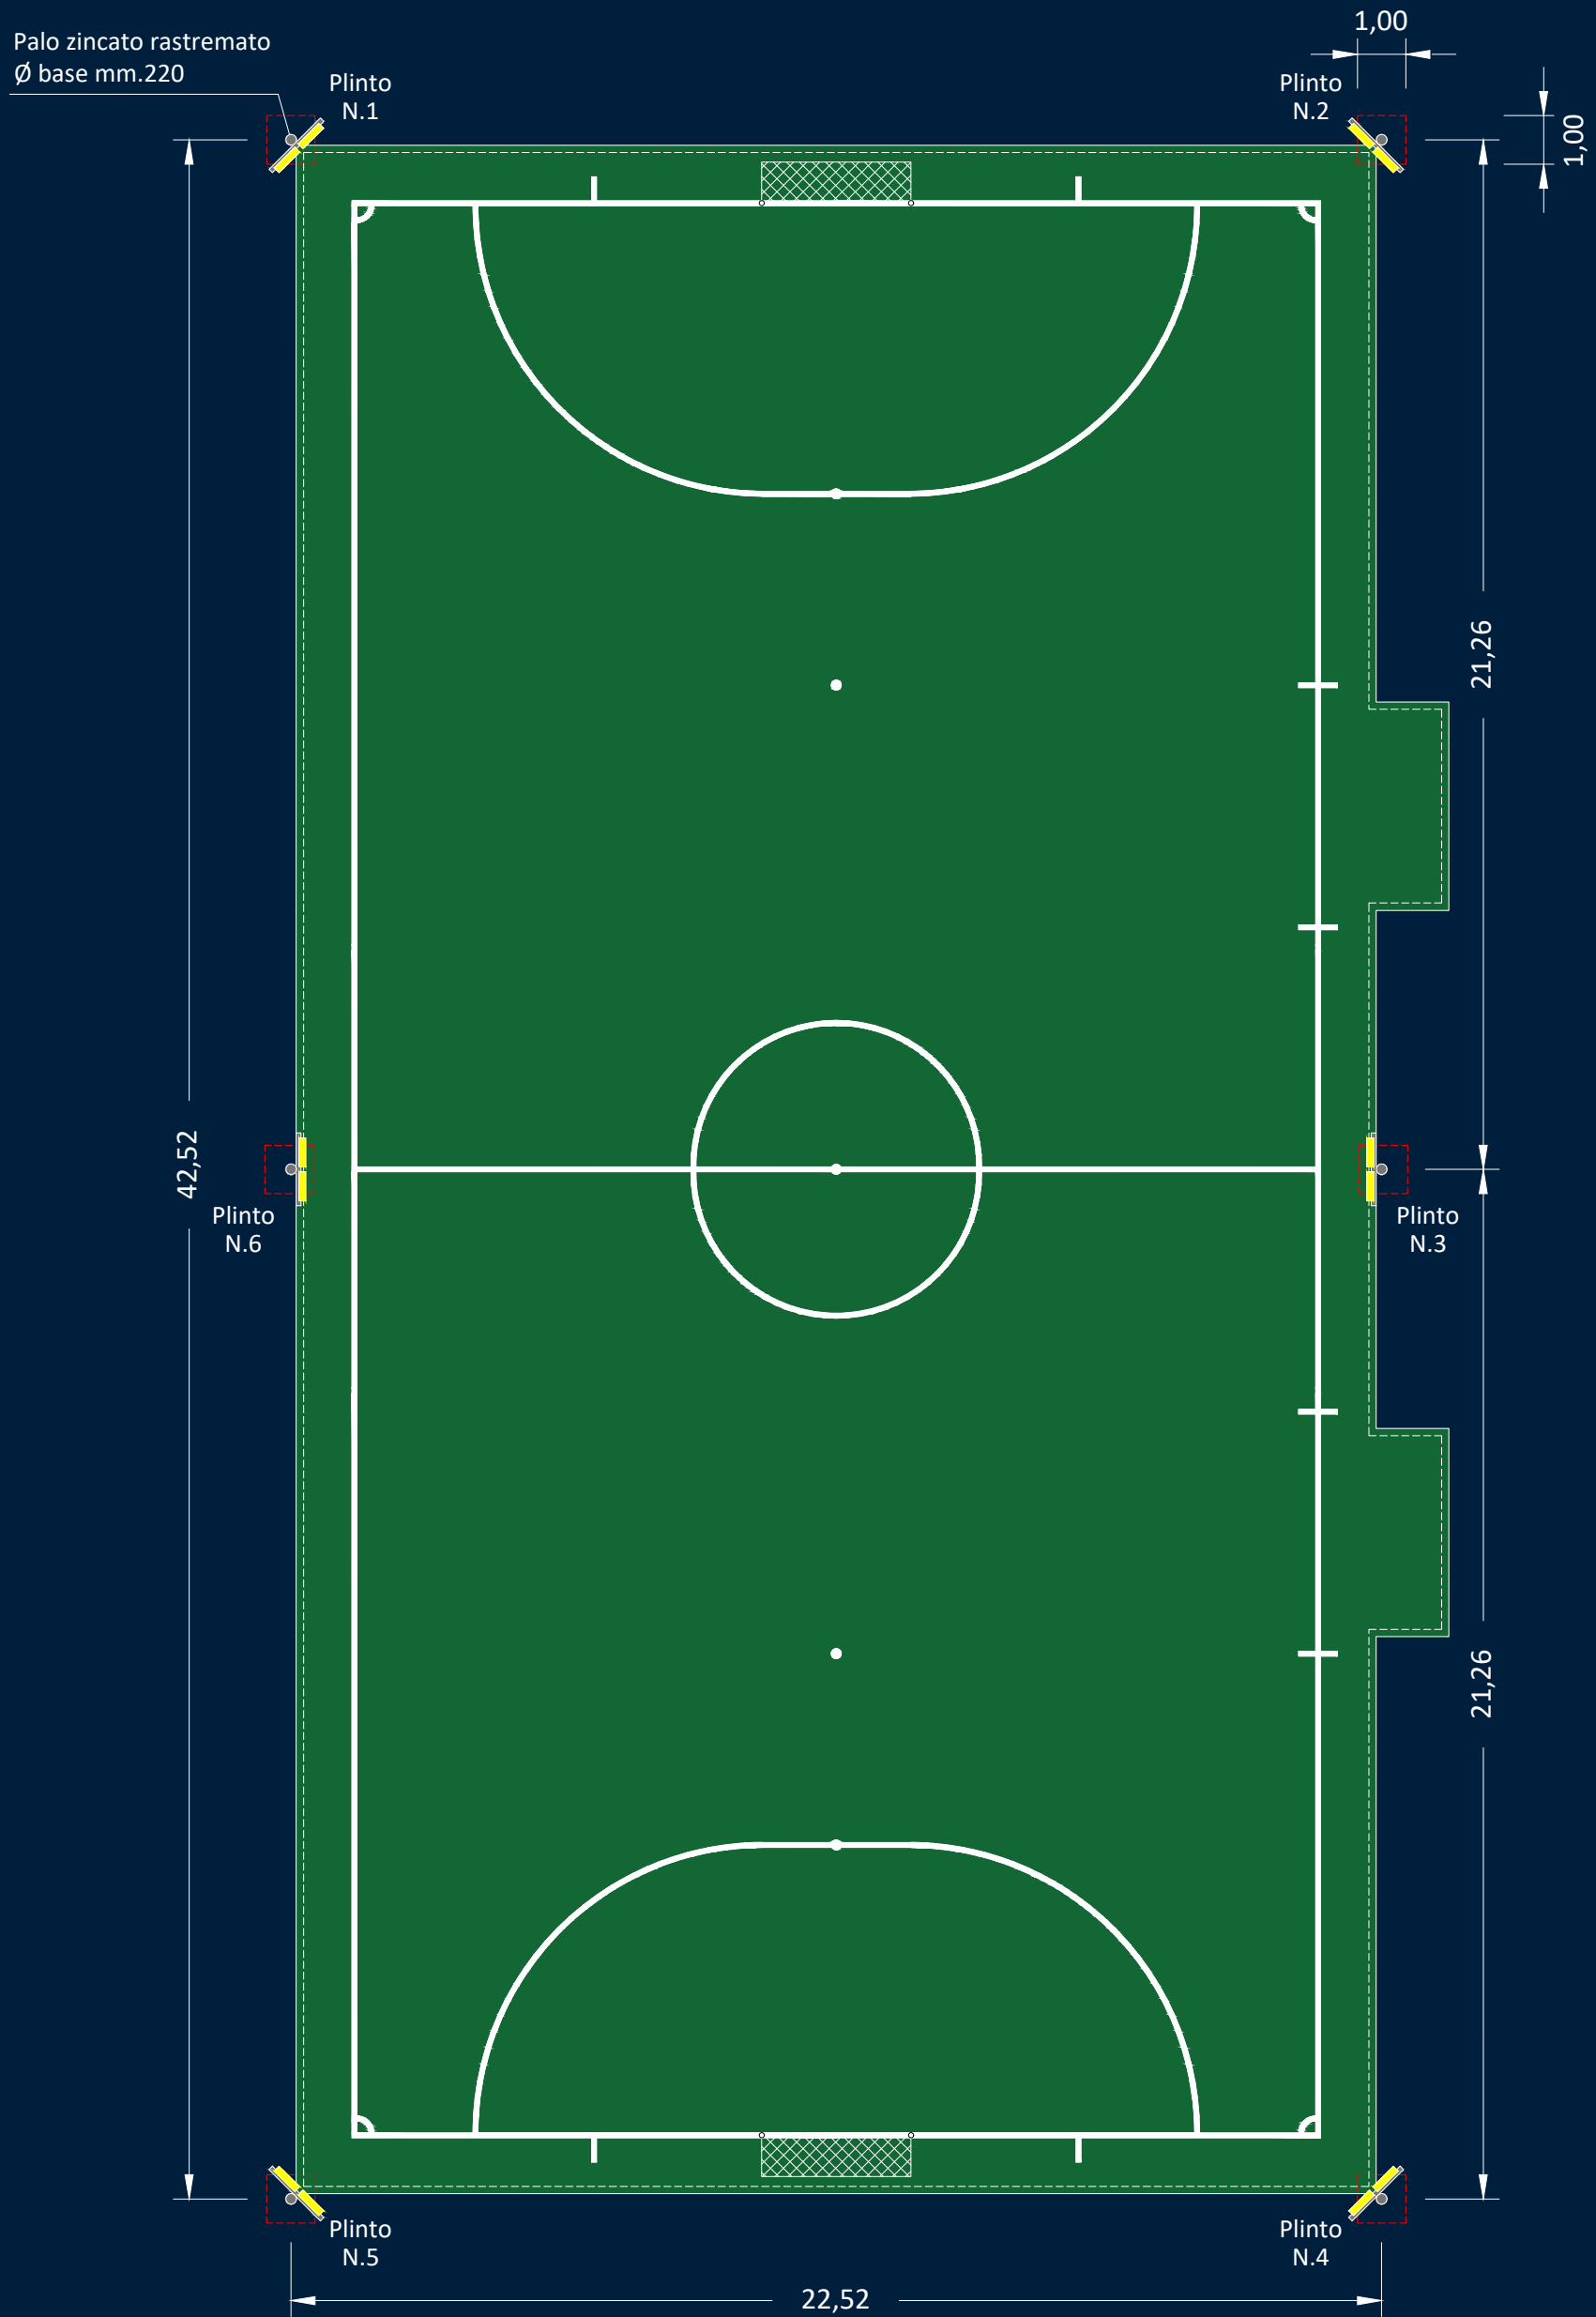 1,00
Palo zincato rastremato
Ø base mm.220
Plinto
N.1
Plinto
N.2
1,00
21,26
42,52
Plinto
N.6
Plinto
N.3
21,26
Plinto
N.5
Plinto
N.4
22,52